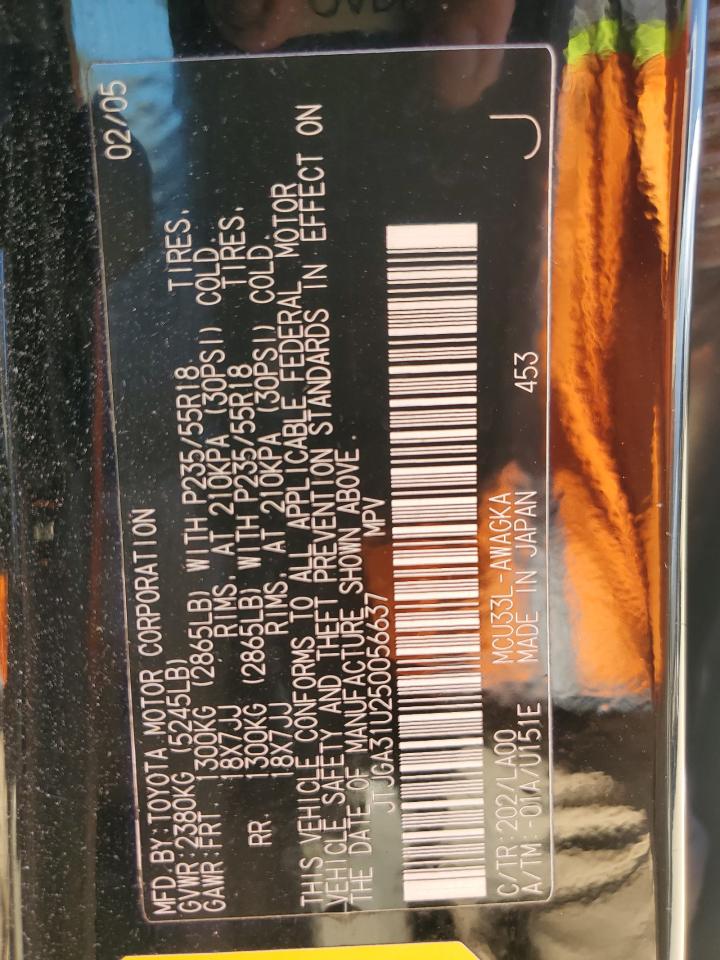 MFD. BY: TOYOTA MOTOR CORPORATION 02/05
GVWR: 2380KG (5245LB)
GAWR: FRT. 1300KG (2865LB) WITH P235/55R18 TIRES,
18X7JJ RIMS, AT 210KPA (30PSI) COLD
RR. 1300KG (2865LB) WITH P235/55R18 TIRES,
18X7JJ RIMS, AT 210KPA (30PSI) COLD
THIS VEHICLE CONFORMS TO ALL APPLICABLE FEDERAL MOTOR
VEHICLE SAFETY AND THEFT PREVENTION STANDARDS IN EFFECT ON
THE DATE OF MANUFACTURE SHOWN ABOVE.
JTJGA31U250056637 MPV
C/TR: 202/LA00 MCU33L-AWAGKA
A/TM: -01A/U151E MADE IN JAPAN 453 J